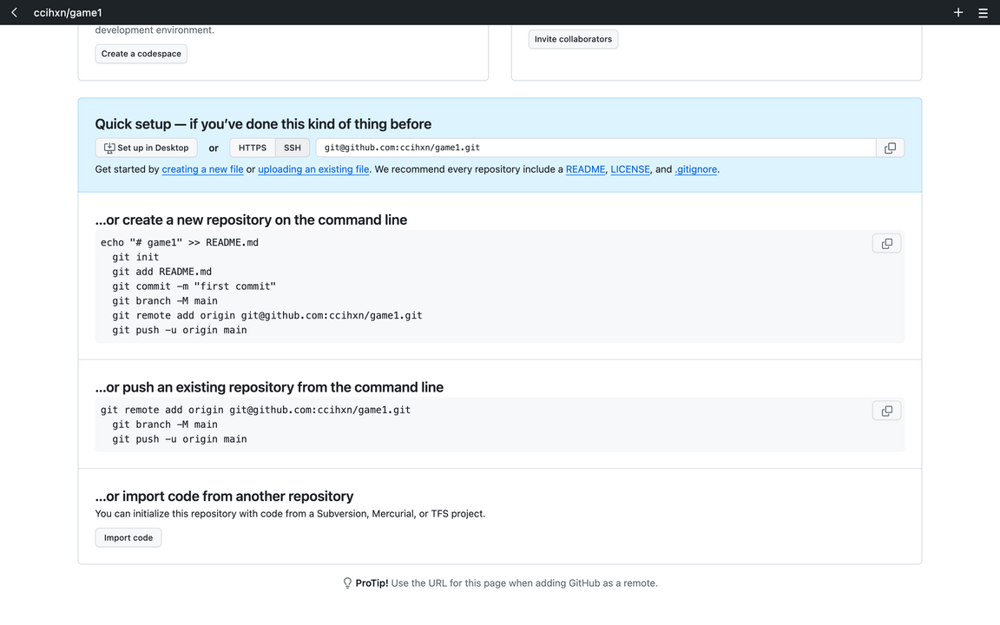 ccihxn/game1
development environment.
Create a codespace
Invite collaborators
Quick setup — if you’ve done this kind of thing before
Set up in Desktop or HTTPS SSH git@github.com:ccihxn/game1.git
Get started by creating a new file or uploading an existing file. We recommend every repository include a README, LICENSE, and .gitignore.
...or create a new repository on the command line
echo "# game1" >> README.md
git init
git add README.md
git commit -m "first commit"
git branch -M main
git remote add origin git@github.com:ccihxn/game1.git
git push -u origin main
...or push an existing repository from the command line
git remote add origin git@github.com:ccihxn/game1.git
git branch -M main
git push -u origin main
...or import code from another repository
You can initialize this repository with code from a Subversion, Mercurial, or TFS project.
Import code
ProTip! Use the URL for this page when adding GitHub as a remote.